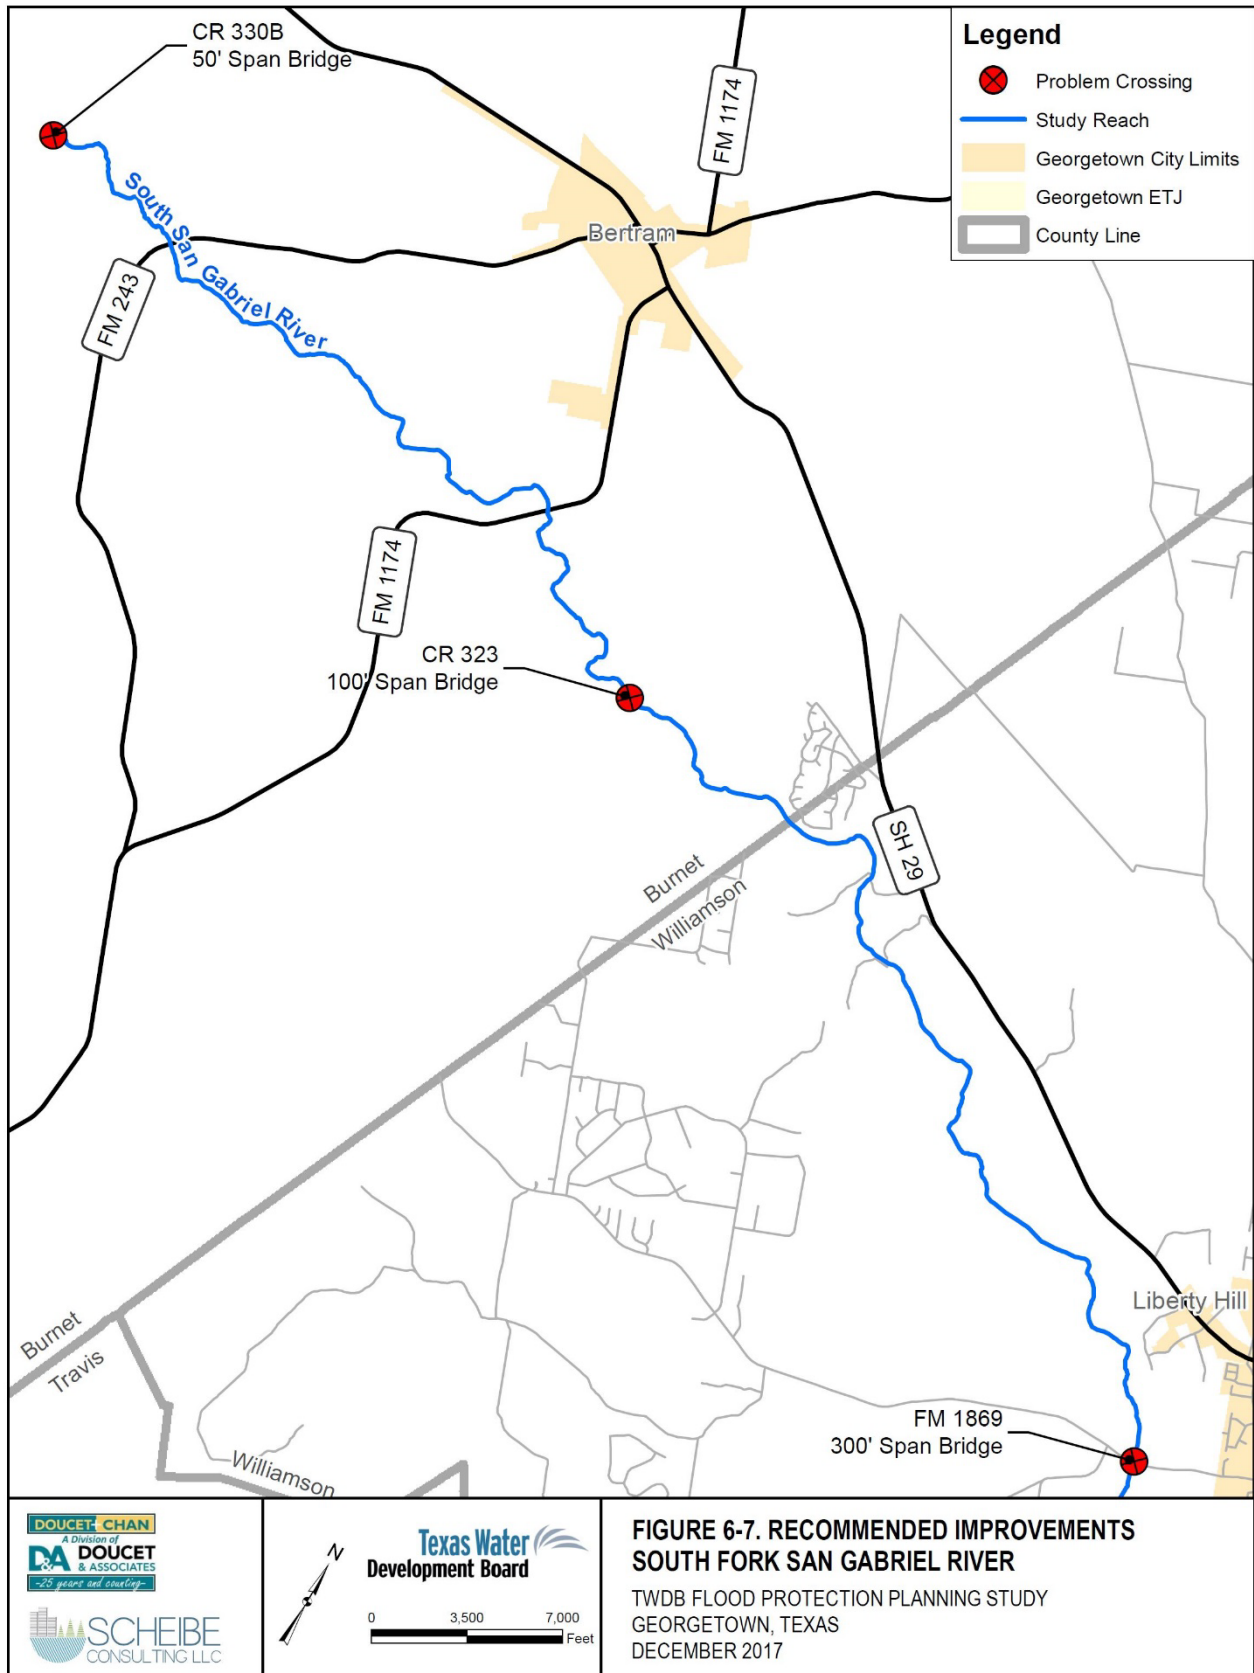 CR 330B
50' Span Bridge
Legend
Problem Crossing
Study Reach
Georgetown City Limits
Georgetown ETJ
County Line
FM 1174
Bertram
South San Gabriel River
FM 243
FM 1174
CR 323
100' Span Bridge
SH 29
Burnet
Williamson
Liberty Hill
Burnet
Travis
FM 1869
300' Span Bridge
Williamson
DOUCET+CHAN
A Division of
D&A DOUCET
& ASSOCIATES
-25 years and counting-
SCHEIBE
CONSULTING LLC
N
Texas Water
Development Board
0 3,500 7,000
Feet
FIGURE 6-7. RECOMMENDED IMPROVEMENTS
SOUTH FORK SAN GABRIEL RIVER
TWDB FLOOD PROTECTION PLANNING STUDY
GEORGETOWN, TEXAS
DECEMBER 2017